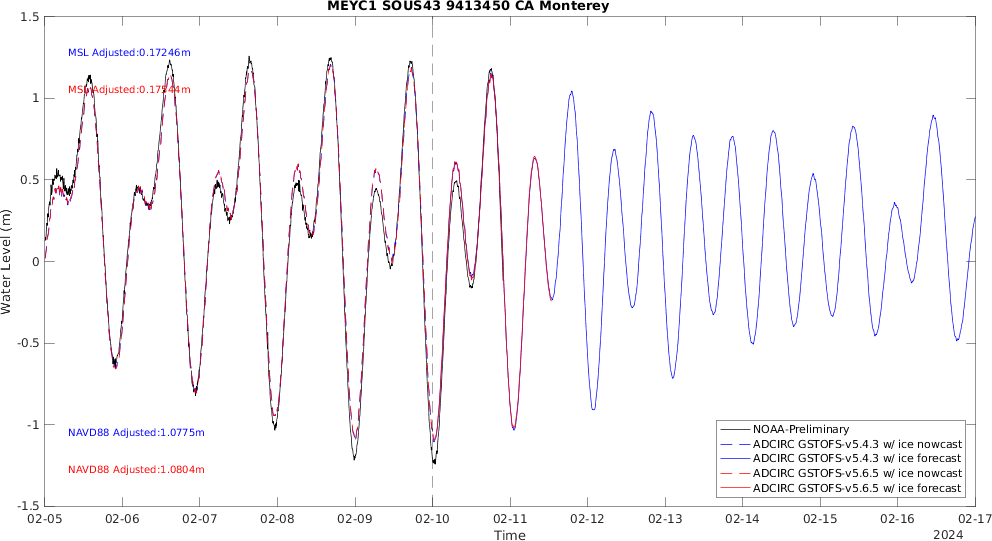 MEYC1 SOUS43 9413450 CA Monterey
1.5
1
0.5
0
-0.5
-1
-1.5
Water Level (m)
MSL Adjusted:0.17246m
MSL Adjusted:0.17544m
NAVD88 Adjusted:1.0775m
NAVD88 Adjusted:1.0804m
NOAA-Preliminary
ADCIRC GSTOFS-v5.4.3 w/ ice nowcast
ADCIRC GSTOFS-v5.4.3 w/ ice forecast
ADCIRC GSTOFS-v5.6.5 w/ ice nowcast
ADCIRC GSTOFS-v5.6.5 w/ ice forecast
02-05 02-06 02-07 02-08 02-09 02-10 02-11 02-12 02-13 02-14 02-15 02-16 02-17
Time
2024